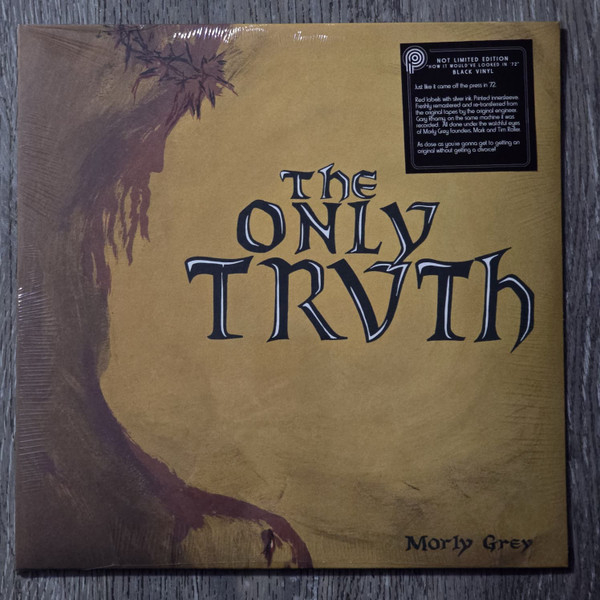 NOT LIMITED EDITION
"HOW IT WOULD'VE LOOKED IN '72"
BLACK VINYL
Just like it came off the press in '72.
Red labels with silver ink. Printed innersleeve.
Freshly remastered and re-transferred from
the original tapes by the original engineer,
Gary Rhamy, on the same machine it was
recorded. All done under the watchful eyes
of Morly Grey founders, Mark and Tim Roller.
As close as you're gonna get to getting an
original without getting a divorce!
THE
ONLY
TRVTh
Morly Grey